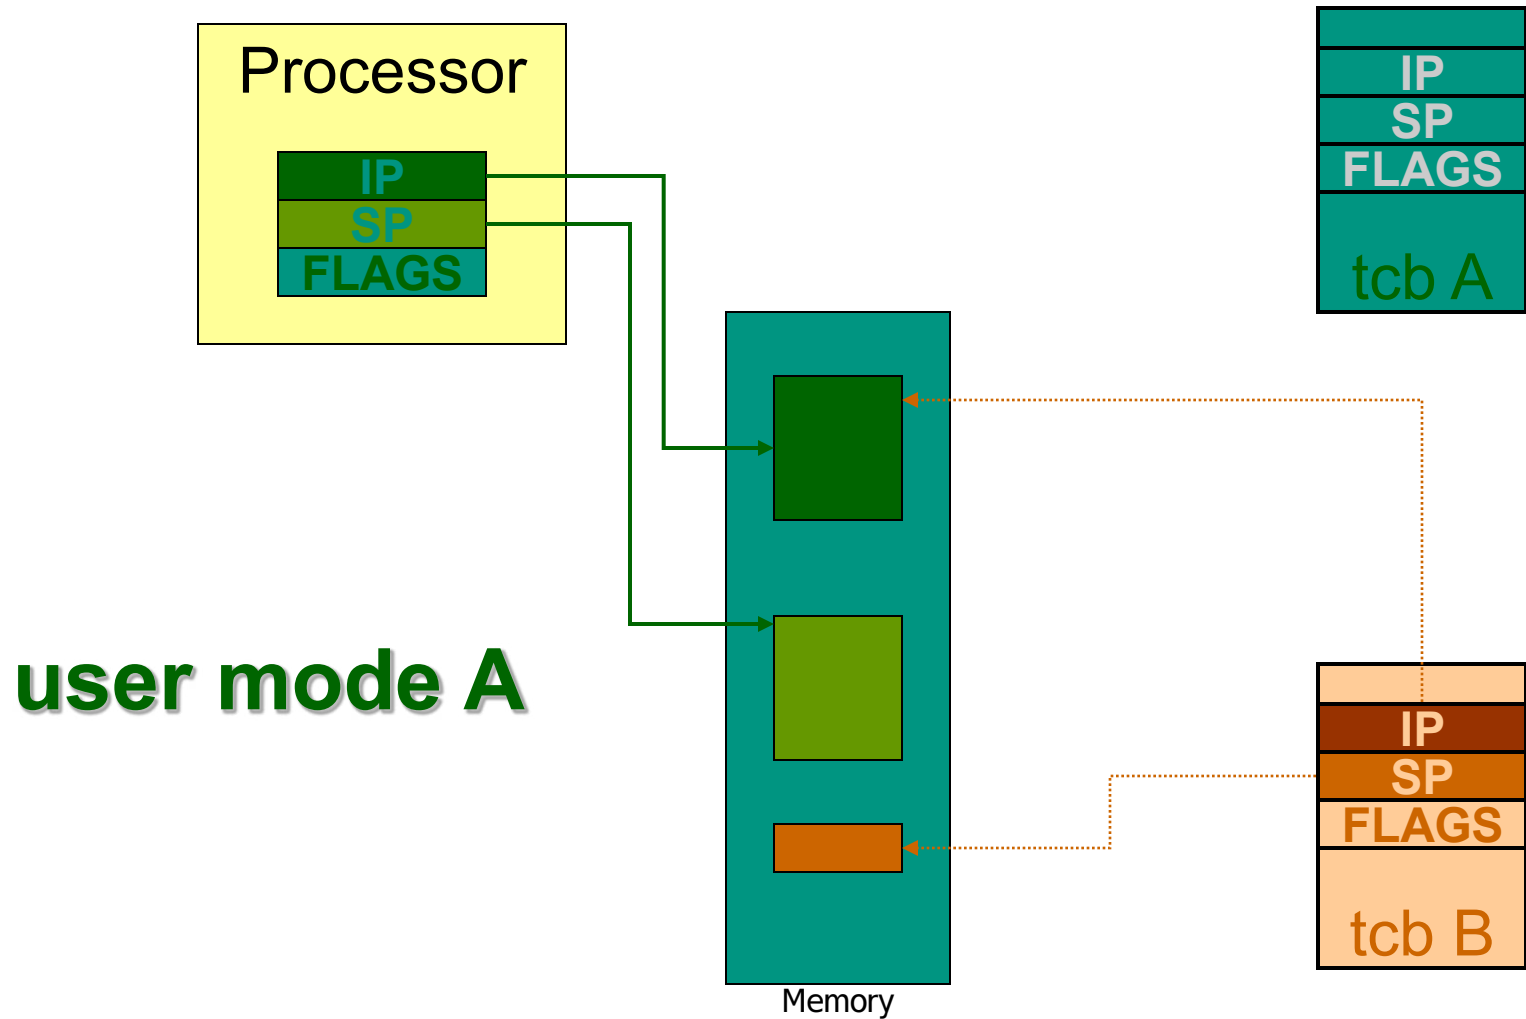 Processor
IP
SP
FLAGS
IP
SP
FLAGS
tcb A
user mode A
IP
SP
FLAGS
tcb B
Memory